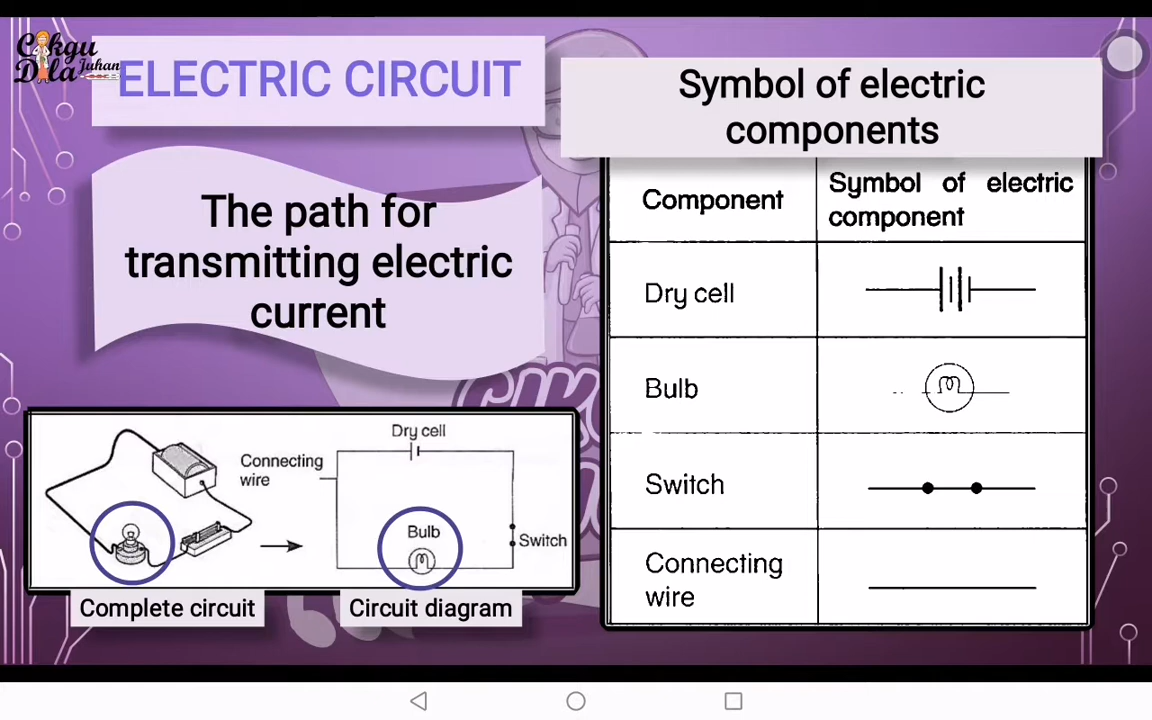 Cikgu
Dila Juhan
ELECTRIC CIRCUIT
The path for
transmitting electric
current
Dry cell
Connecting
wire
Bulb
Switch
Complete circuit
Circuit diagram
Symbol of electric
components
Component
Symbol of electric
component
Dry cell
Bulb
Switch
Connecting
wire